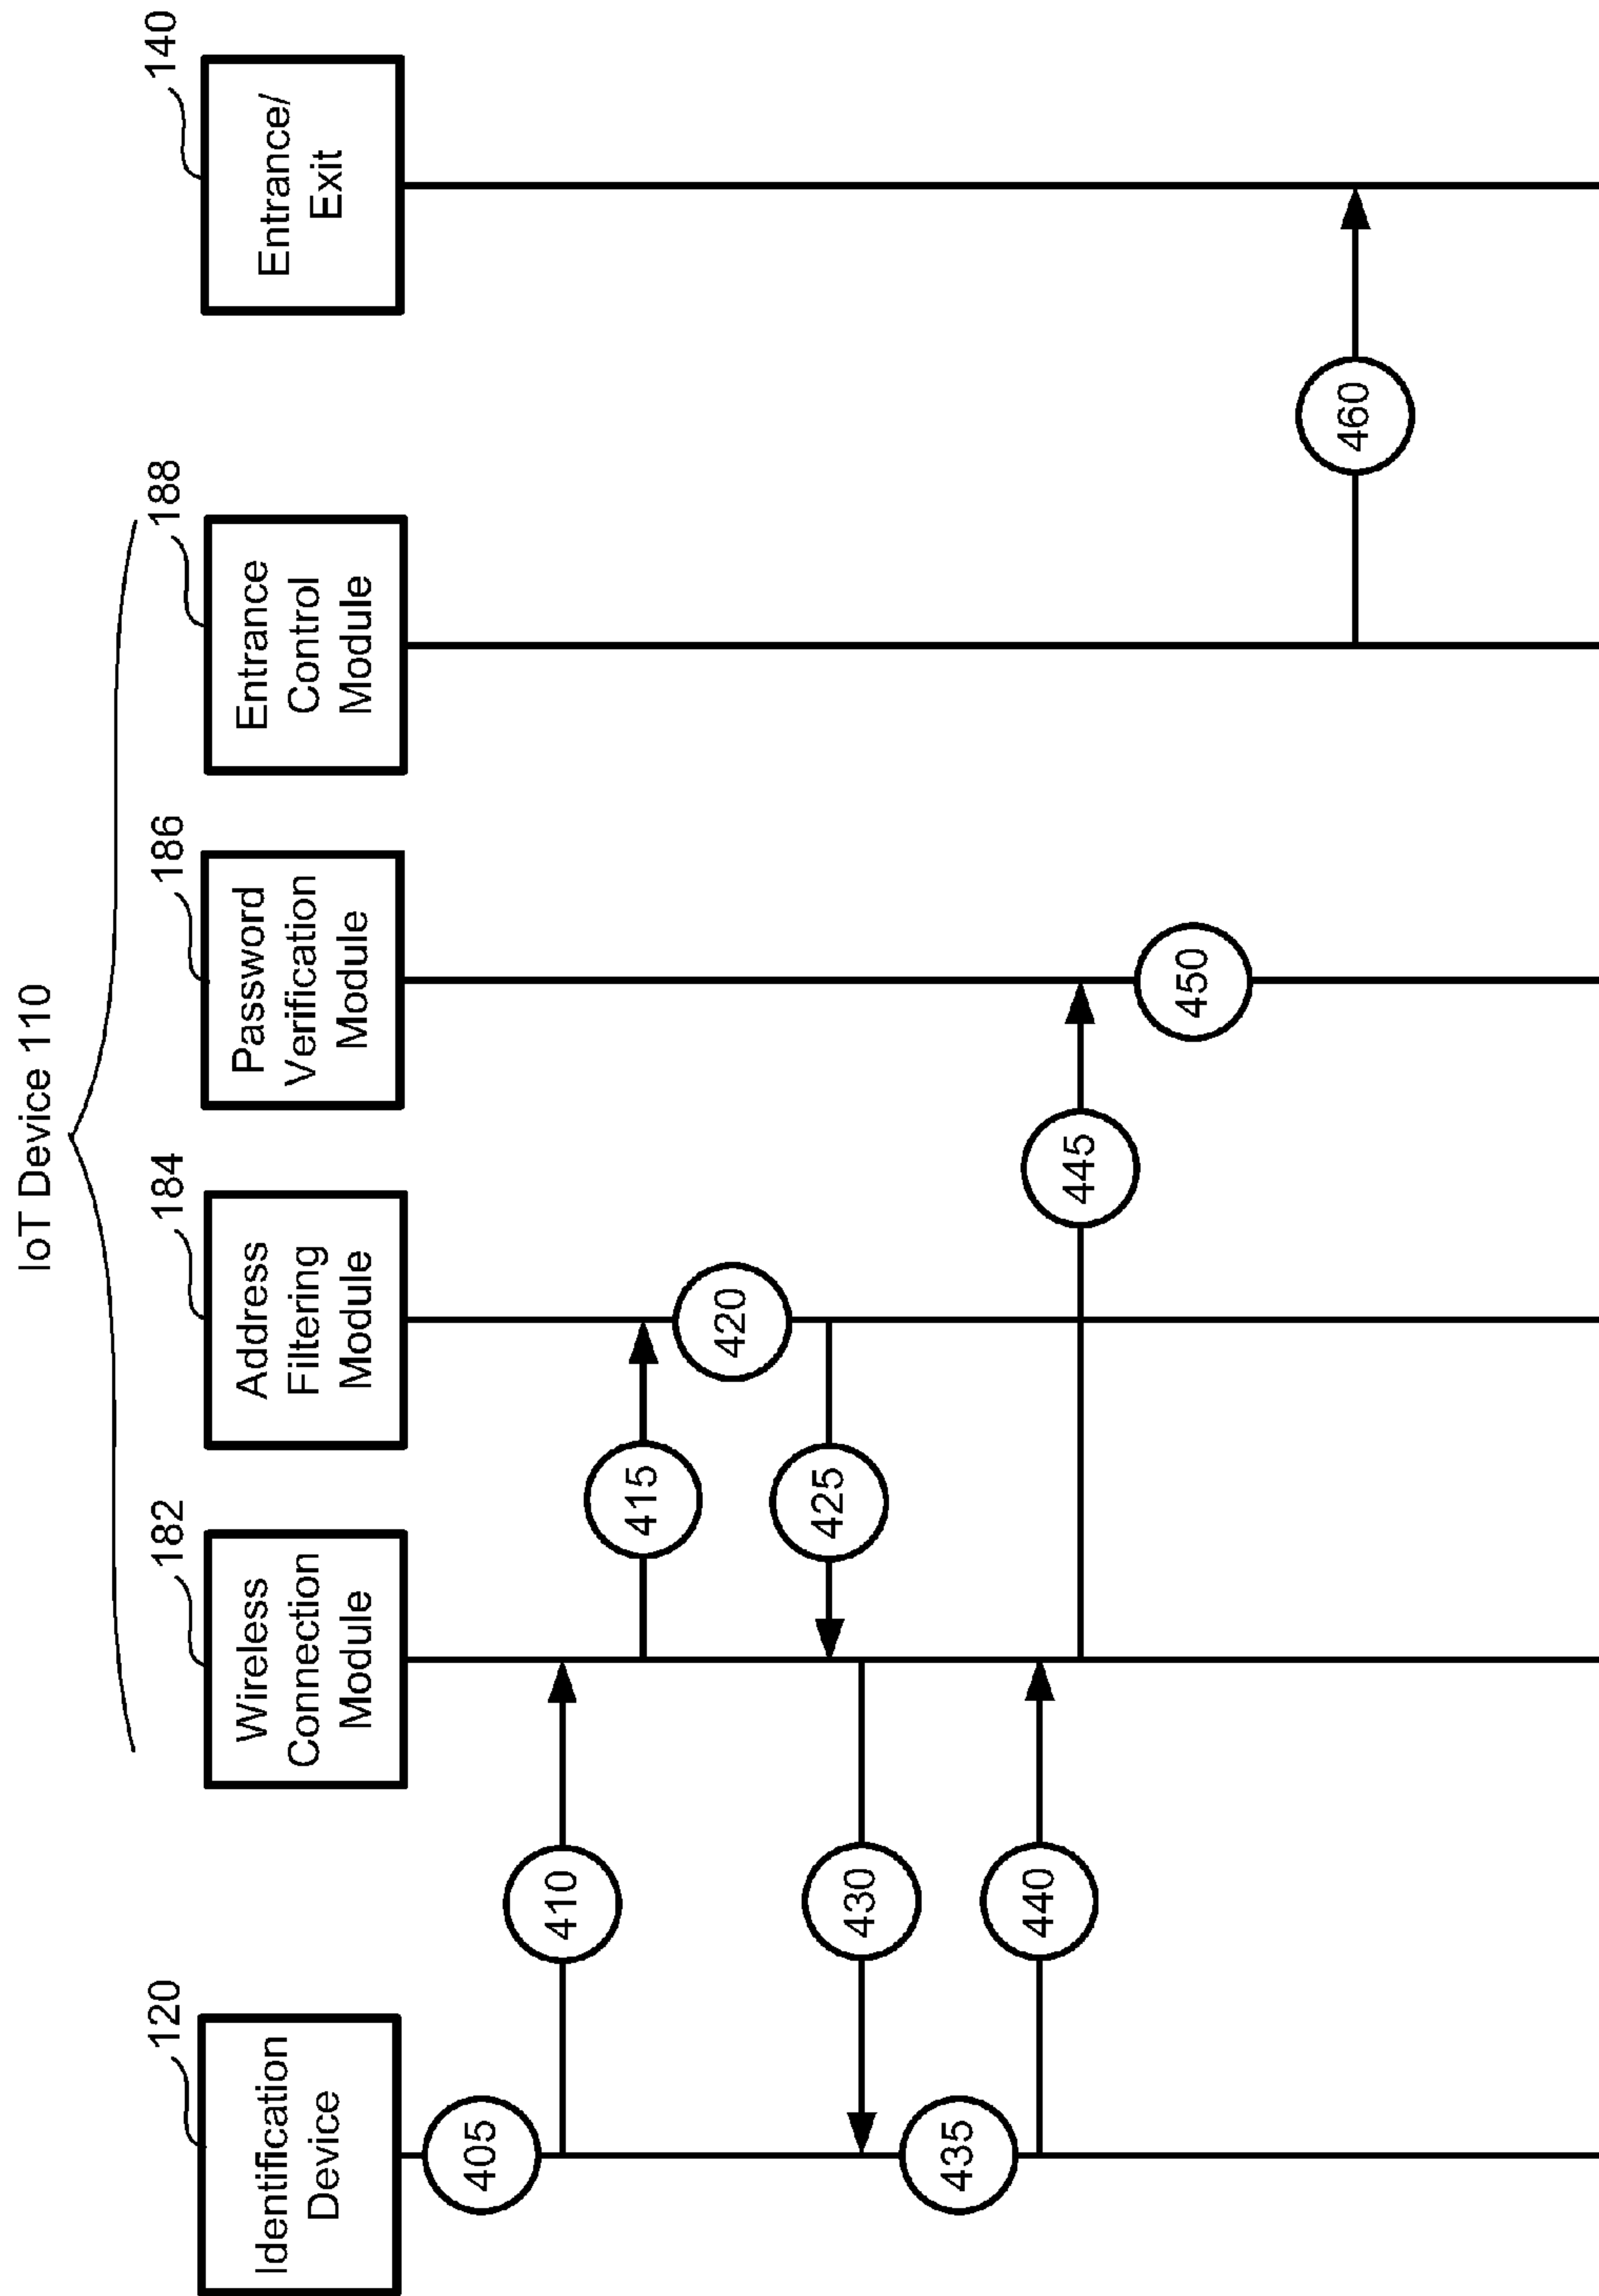 IoT Device 110
120
182
184
186
188
140
Identification
Device
Wireless
Connection
Module
Address
Filtering
Module
Password
Verification
Module
Entrance
Control
Module
Entrance/
Exit
405
410
415
420
425
430
435
440
445
450
460